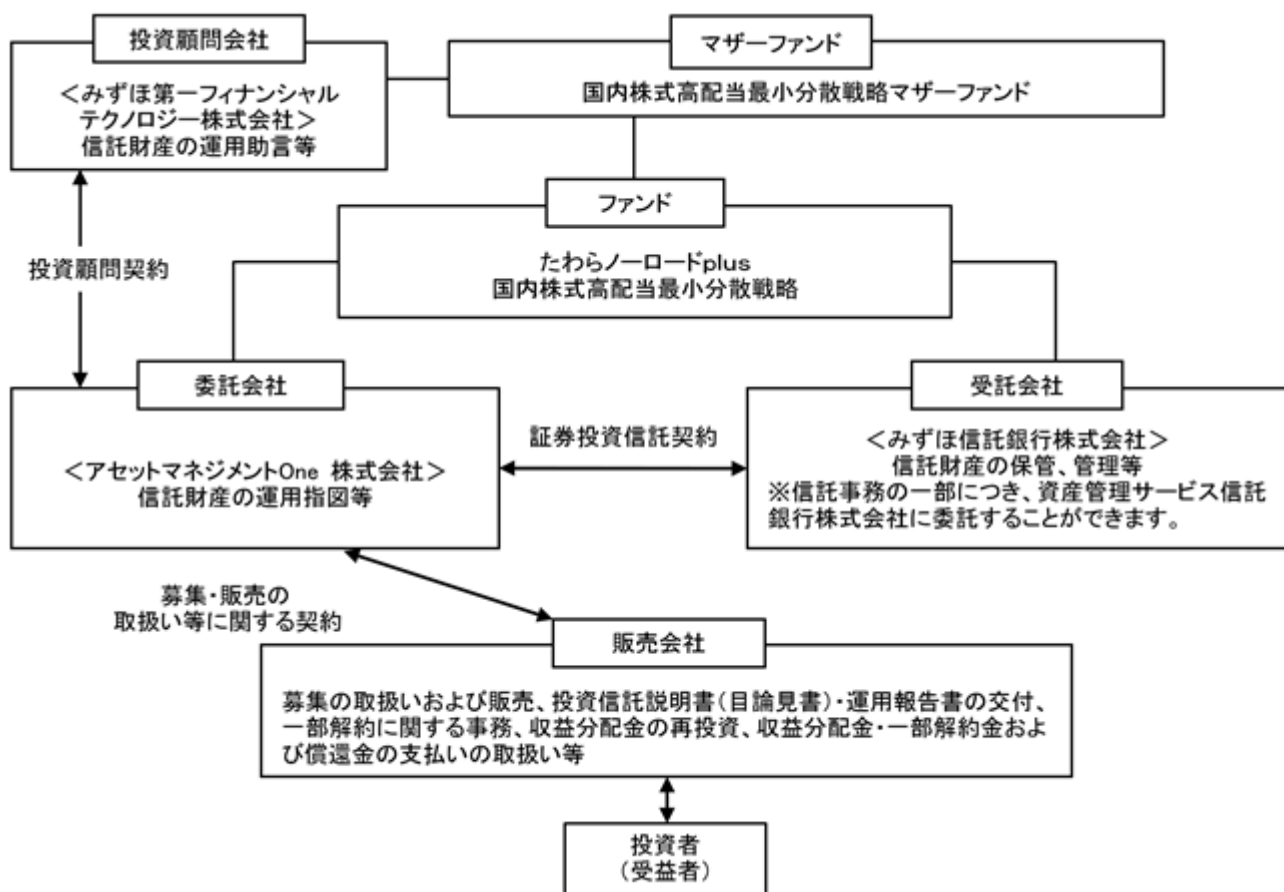 投資顧問会社
<みずほ第一フィナンシャル
テクノロジー株式会社>
信託財産の運用助言等
マザーファンド
国内株式高配当最小分散戦略マザーファンド
ファンド
たわらノーロードplus
国内株式高配当最小分散戦略
投資顧問契約
委託会社
<アセットマネジメントOne 株式会社>
信託財産の運用指図等
証券投資信託契約
受託会社
<みずほ信託銀行株式会社>
信託財産の保管、管理等
※信託事務の一部につき、資産管理サービス信託
銀行株式会社に委託することができます。
募集・販売の
取扱い等に関する契約
販売会社
募集の取扱いおよび販売、投資信託説明書(目論見書)・運用報告書の交付、
一部解約に関する事務、収益分配金の再投資、収益分配金・一部解約金およ
び償還金の支払いの取扱い等
投資者
(受益者)